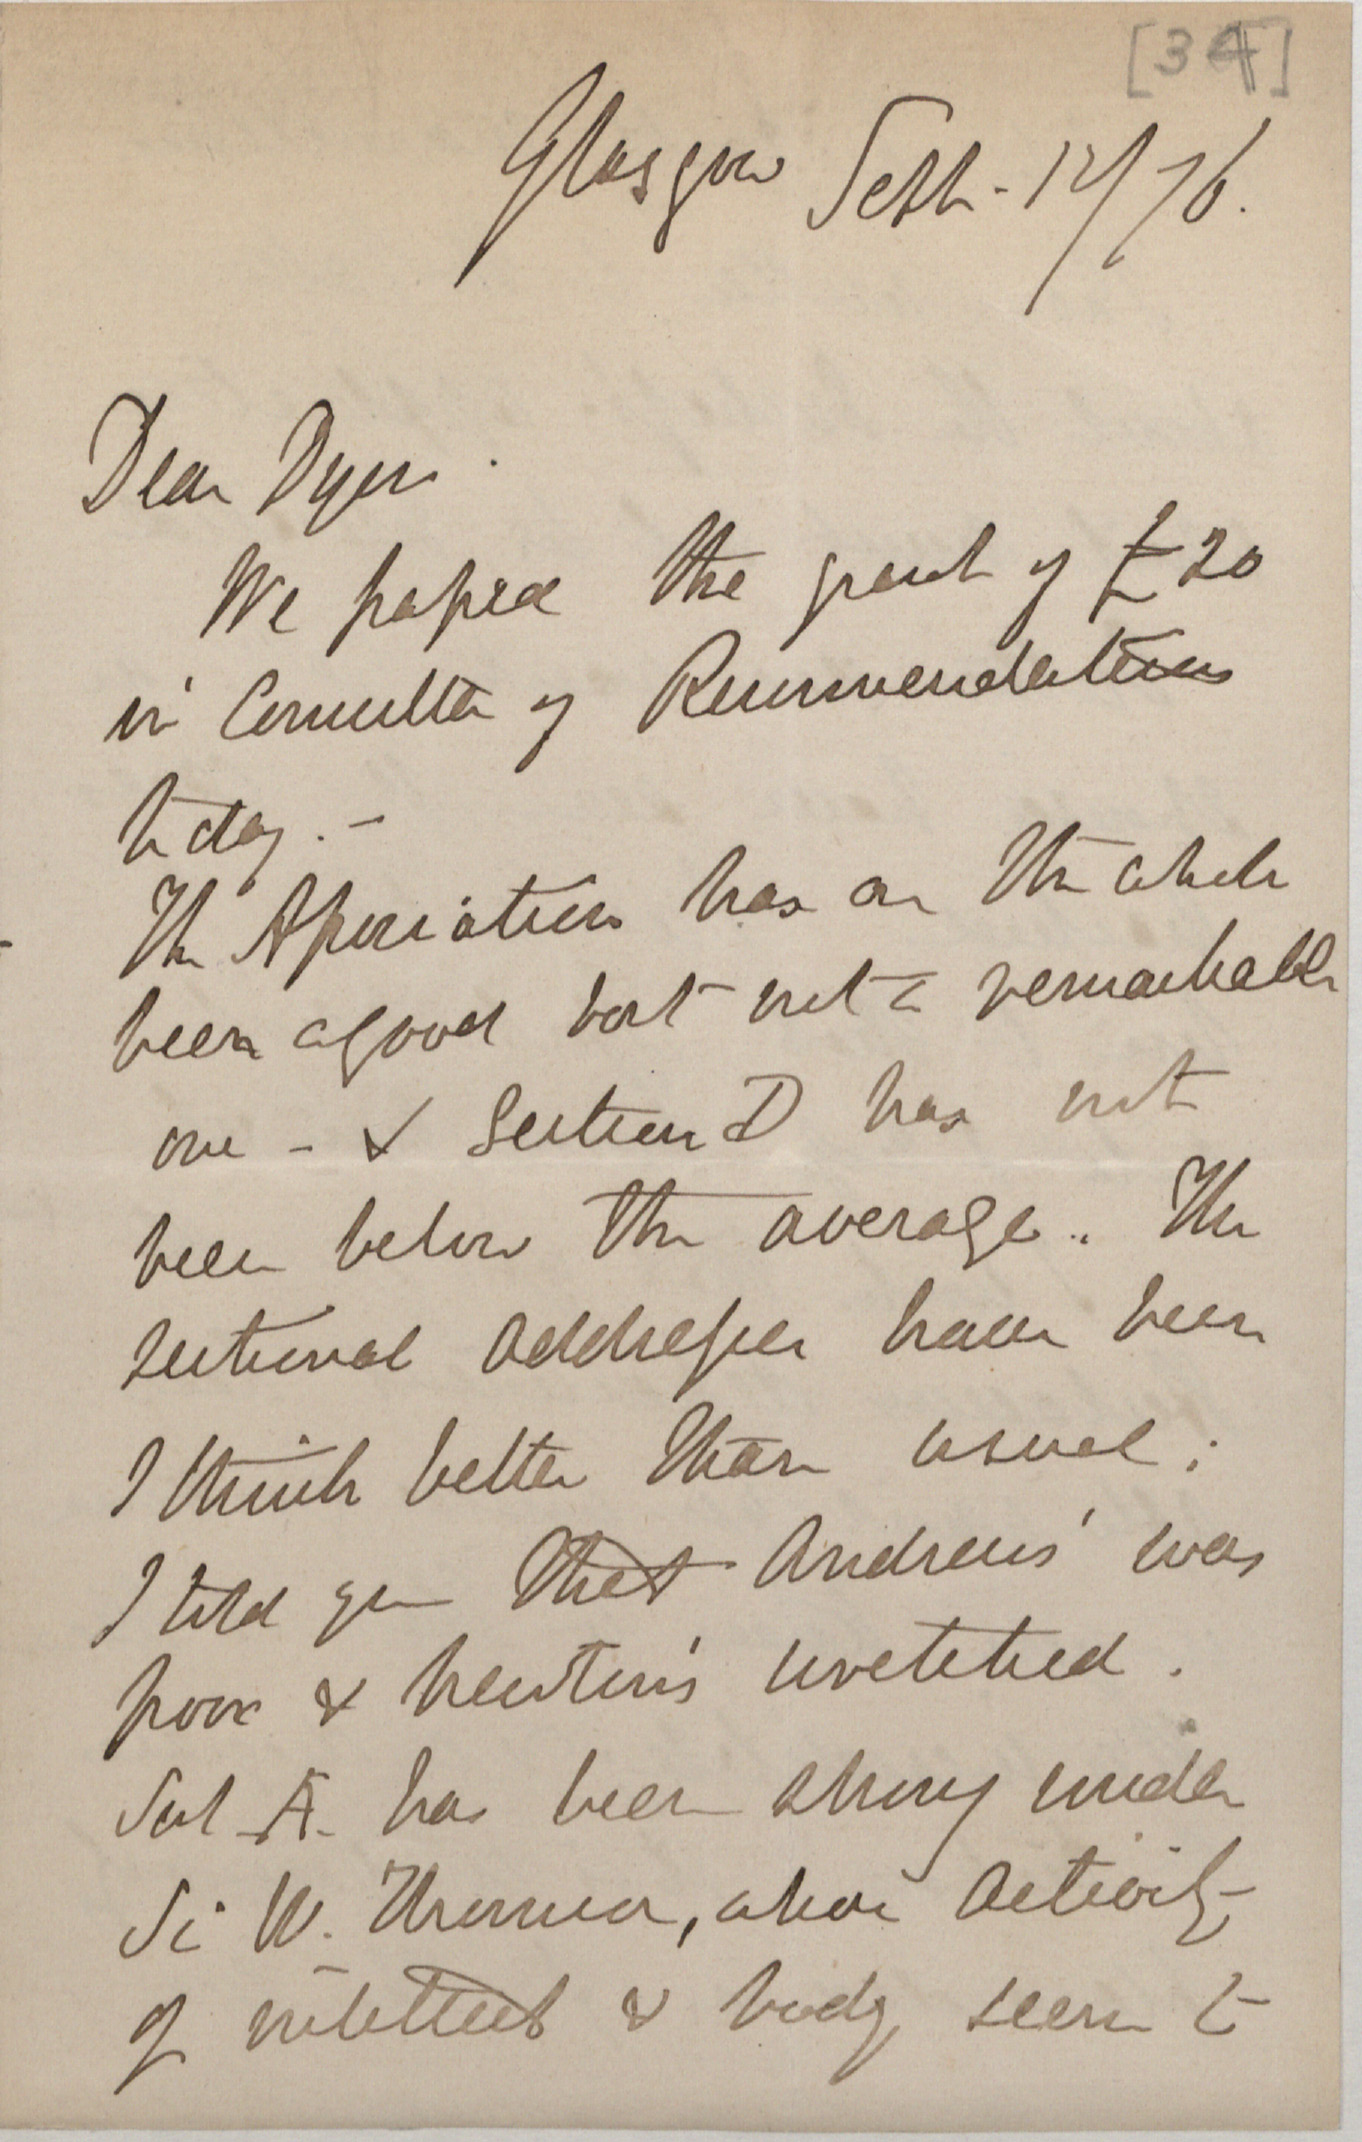 [34]
Glasgow Septr. 12/76.
Dear Dyer.
We passed the grant of £20
in Committee of Recommendations
today. -
The Association has on the whole
been a good but not a remarkable
one - & Section D has not
been below the average. The
sectional addresses have been
I think better than usual;
I told you that Andrews' was
poor & Newton's
Sect A. has been strong under
Sir W. Thomson, whose activity
of intellect & body seem to